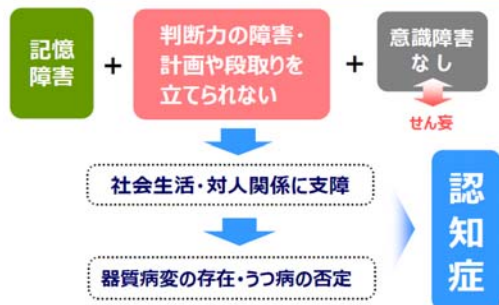 記憶
障害
+
判断力の障害・
計画や段取りを
立てられない
+
意識障害
なし
せん妄
社会生活・対人関係に支障
器質病変の存在・うつ病の否定
認
知
症